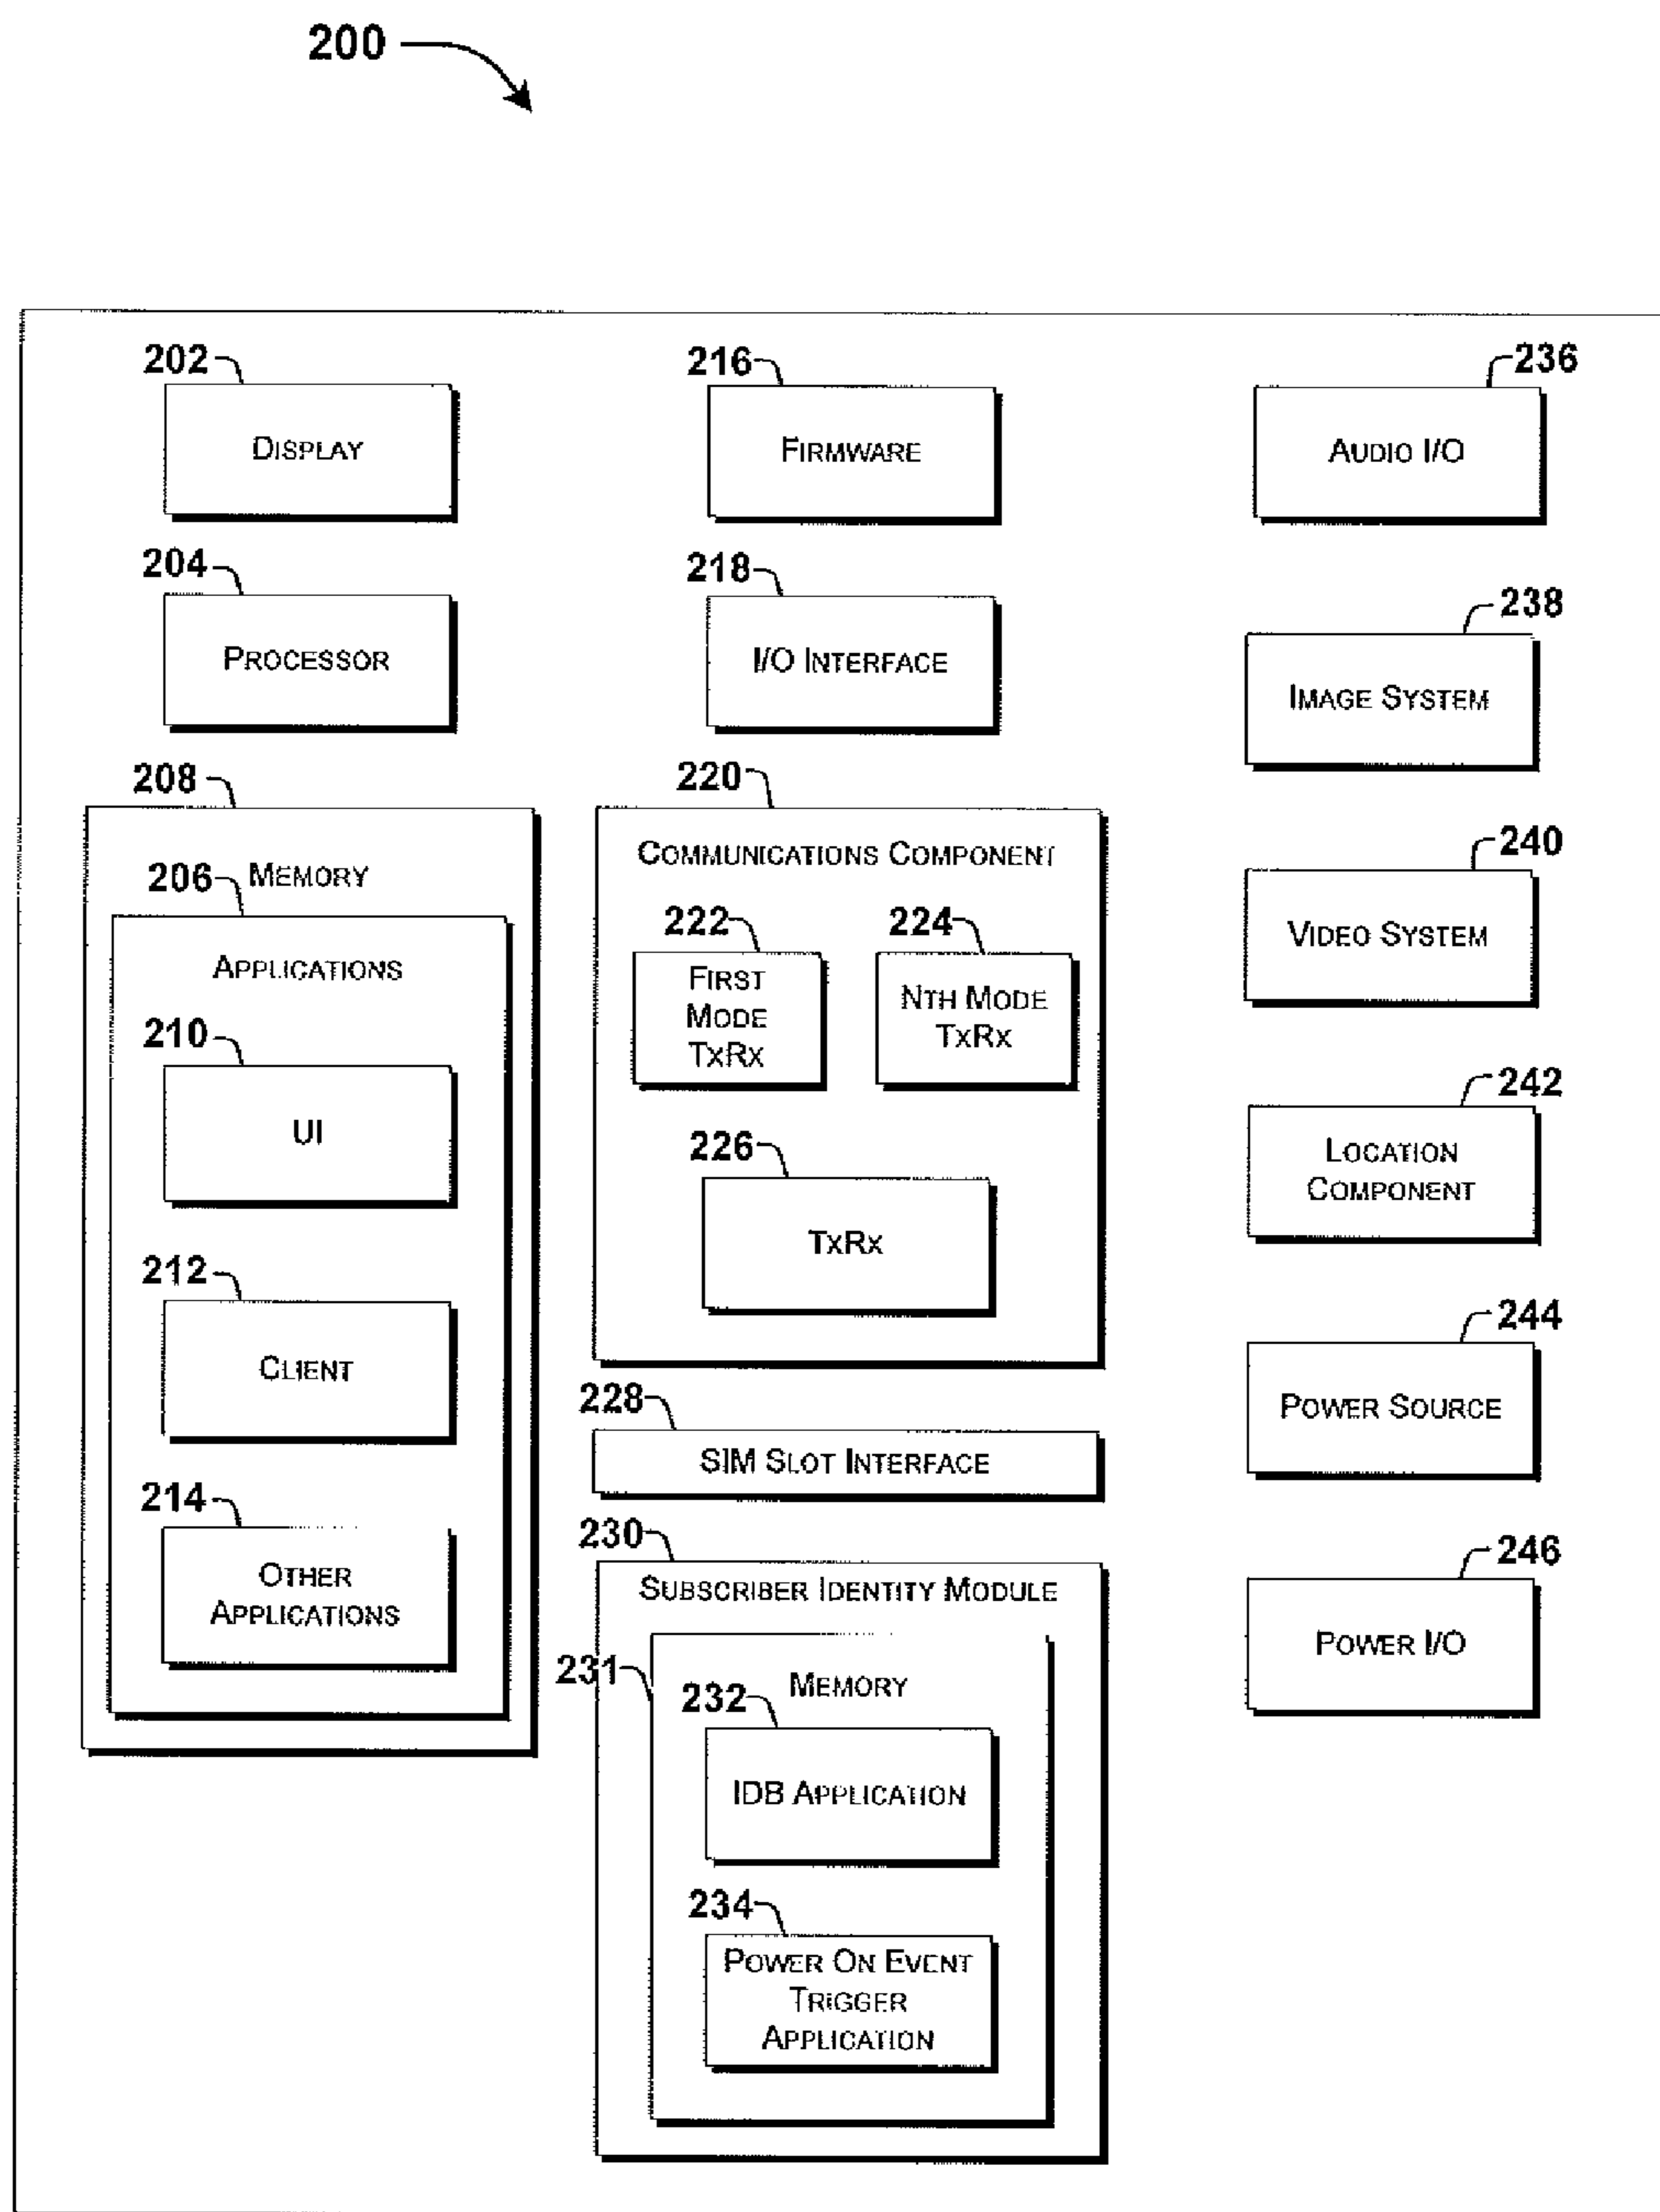 200
202
DISPLAY
204
PROCESSOR
208
MEMORY
206
APPLICATIONS
210
UI
212
CLIENT
214
OTHER
APPLICATIONS
216
FIRMWARE
218
I/O INTERFACE
220
COMMUNICATIONS COMPONENT
222
FIRST
MODE
TXRX
224
NTH MODE
TXRX
226
TXRX
228
SIM SLOT INTERFACE
230
SUBSCRIBER IDENTITY MODULE
231
MEMORY
232
IDB APPLICATION
234
POWER ON EVENT
TRIGGER
APPLICATION
236
AUDIO I/O
238
IMAGE SYSTEM
240
VIDEO SYSTEM
242
LOCATION
COMPONENT
244
POWER SOURCE
246
POWER I/O